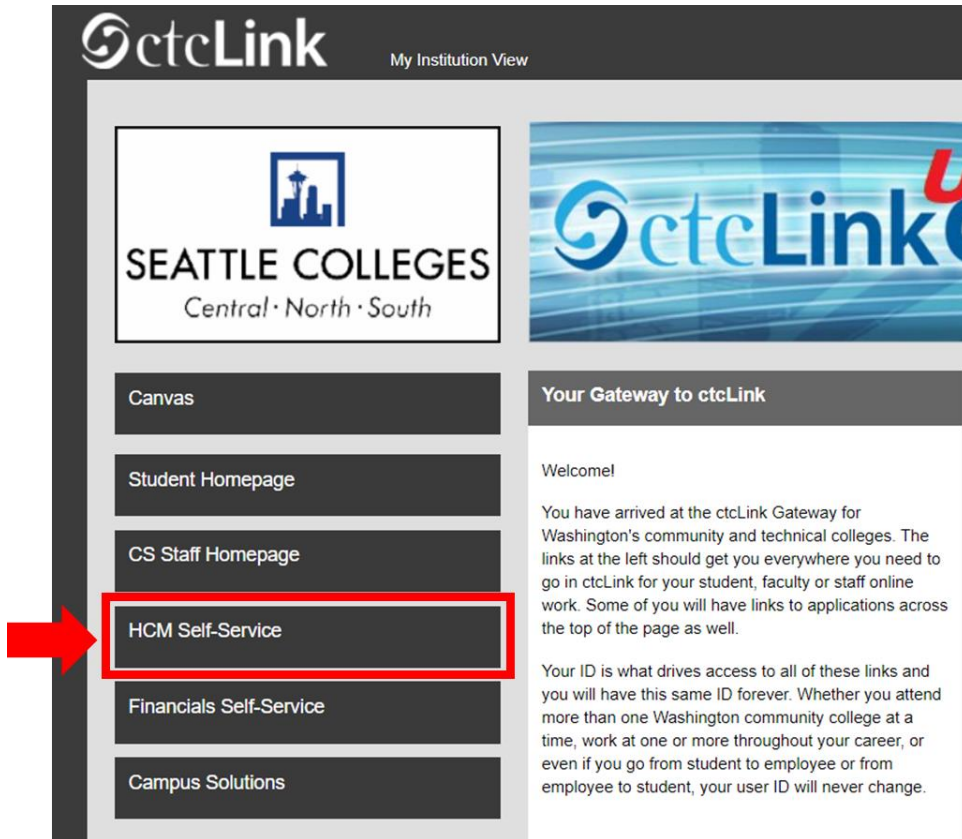 ctcLink
My Institution View
SEATTLE COLLEGES
Central · North · South
ctcLink
Canvas
Student Homepage
CS Staff Homepage
HCM Self-Service
Financials Self-Service
Campus Solutions
Your Gateway to ctcLink
Welcome!
You have arrived at the ctcLink Gateway for
Washington's community and technical colleges. The
links at the left should get you everywhere you need to
go in ctcLink for your student, faculty or staff online
work. Some of you will have links to applications across
the top of the page as well.
Your ID is what drives access to all of these links and
you will have this same ID forever. Whether you attend
more than one Washington community college at a
time, work at one or more throughout your career, or
even if you go from student to employee or from
employee to student, your user ID will never change.